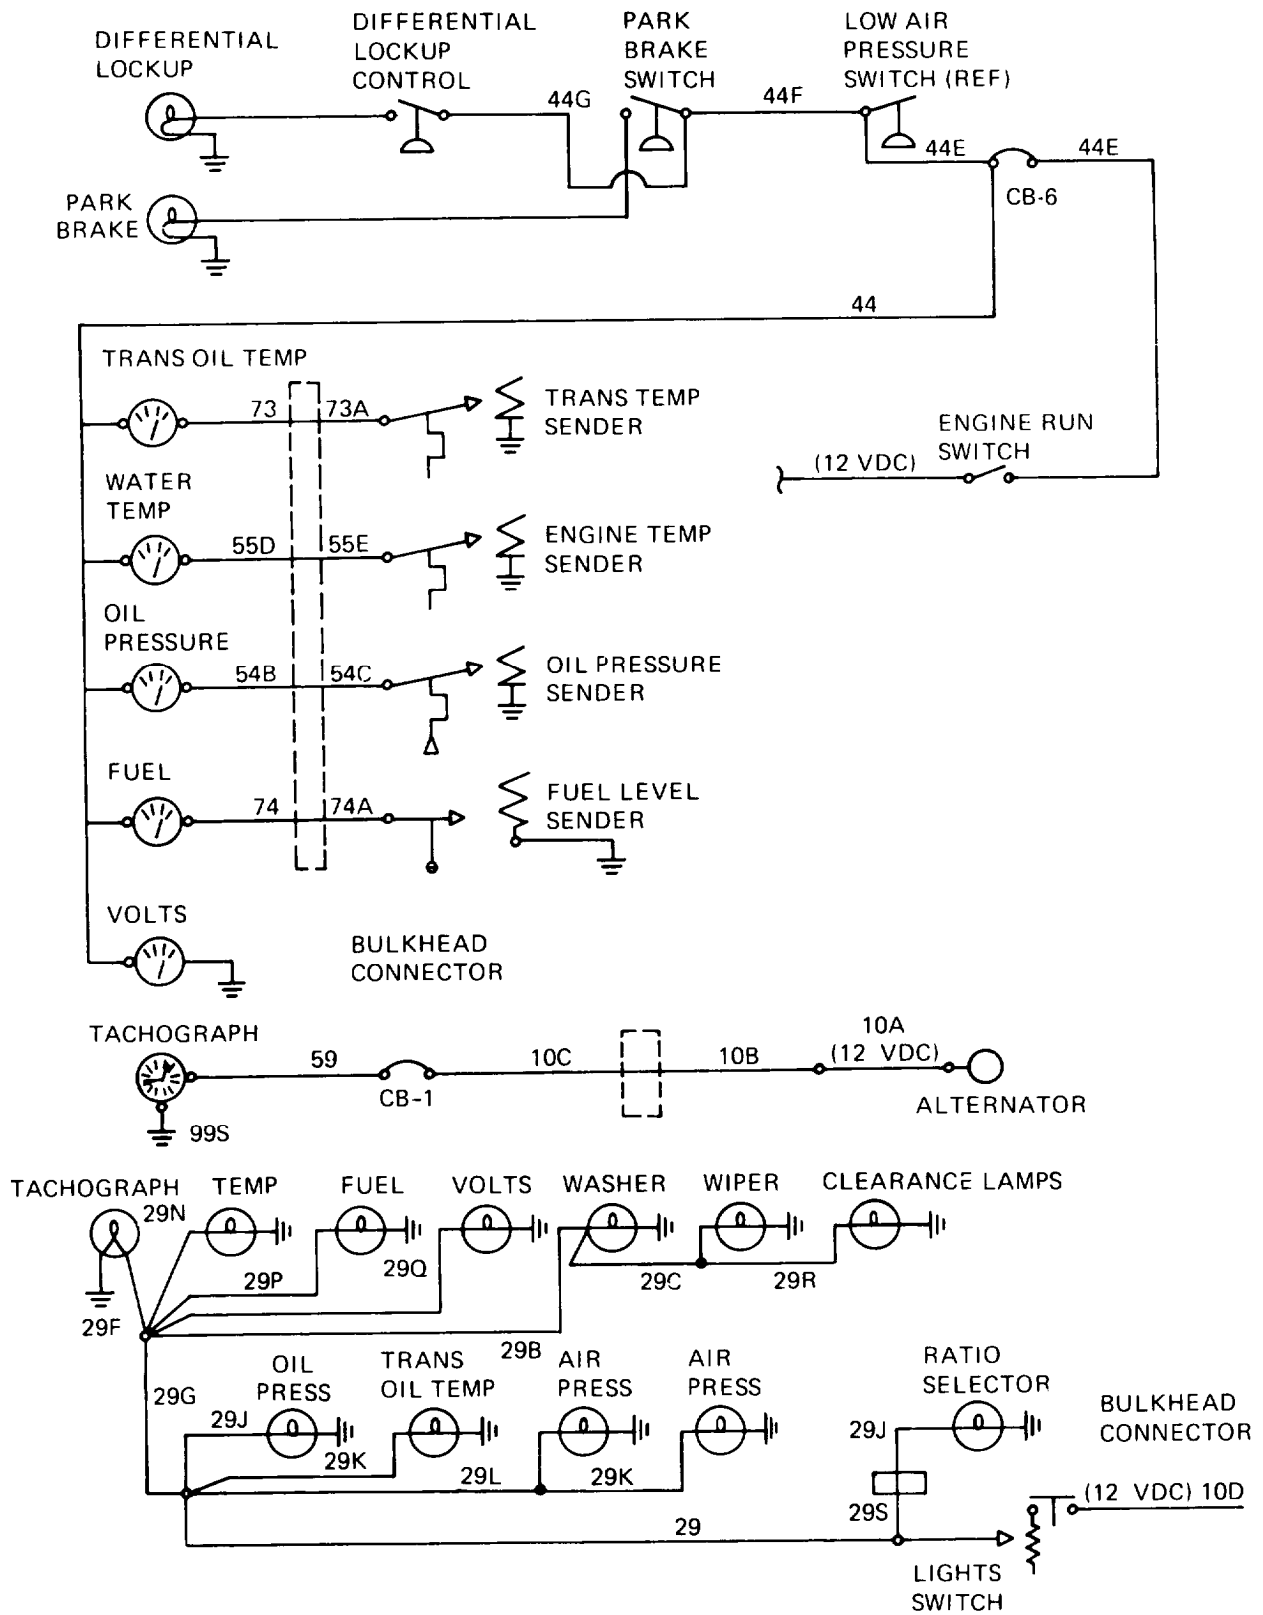 DIFFERENTIAL
LOCKUP
DIFFERENTIAL
LOCKUP
CONTROL
PARK
BRAKE
SWITCH
LOW AIR
PRESSURE
SWITCH (REF)
44G
44F
44E
44E
CB-6
PARK
BRAKE
44
TRANS OIL TEMP
73
73A
TRANS TEMP
SENDER
ENGINE RUN
SWITCH
(12 VDC)
WATER
TEMP
55D
55E
ENGINE TEMP
SENDER
OIL
PRESSURE
54B
54C
OIL PRESSURE
SENDER
FUEL
74
74A
FUEL LEVEL
SENDER
VOLTS
BULKHEAD
CONNECTOR
TACHOGRAPH
59
CB-1
10C
10B
10A
(12 VDC)
ALTERNATOR
99S
TACHOGRAPH
29N
TEMP
FUEL
VOLTS
WASHER
WIPER
CLEARANCE LAMPS
29P
29Q
29C
29R
29F
29B
29G
OIL
PRESS
TRANS
OIL TEMP
AIR
PRESS
AIR
PRESS
RATIO
SELECTOR
BULKHEAD
CONNECTOR
29J
29K
29L
29K
29J
29S
(12 VDC) 10D
29
LIGHTS
SWITCH